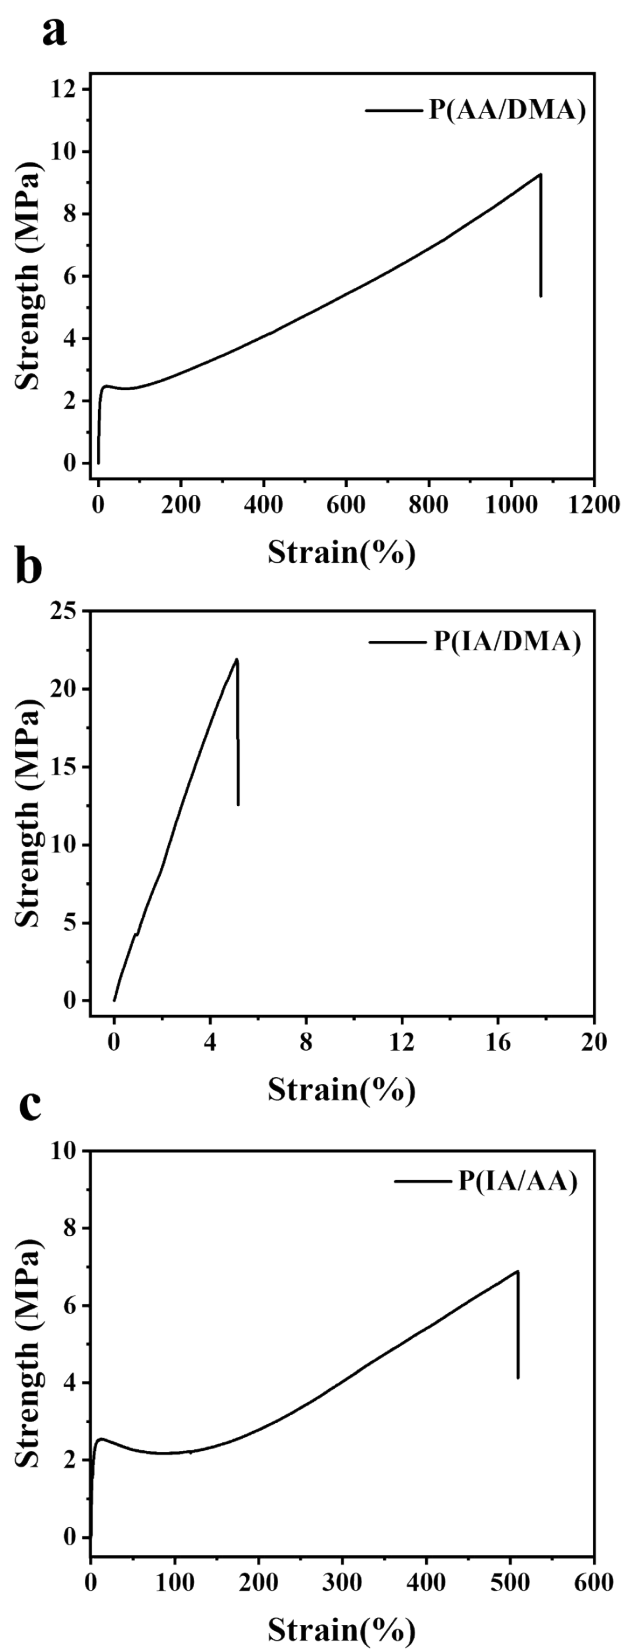 a
P(AA/DMA)
12
10
8
6
4
2
0
Strength (MPa)
0 200 400 600 800 1000 1200
Strain(%)
b
P(IA/DMA)
25
20
15
10
5
0
Strength (MPa)
0 4 8 12 16 20
Strain(%)
c
P(IA/AA)
10
8
6
4
2
0
Strength (MPa)
0 100 200 300 400 500 600
Strain(%)